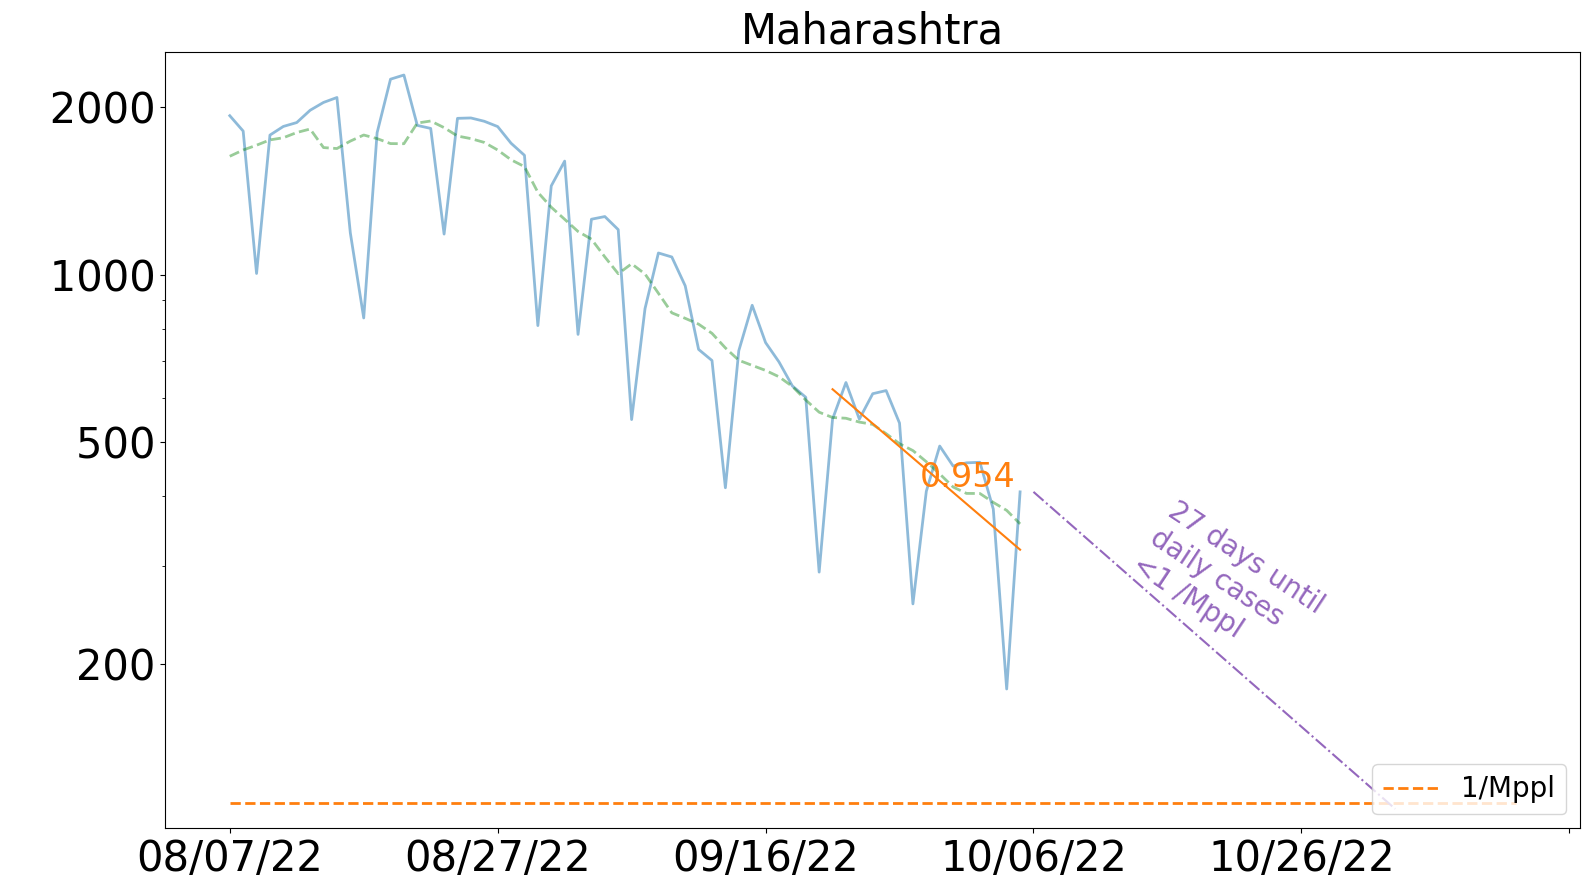 Maharashtra
2000
1000
500
200
0.954
27 days until
daily cases
<1 /Mppl
1/Mppl
08/07/22 08/27/22 09/16/22 10/06/22 10/26/22